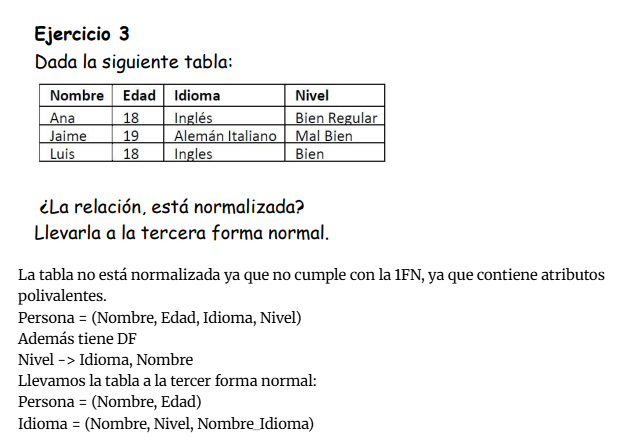 Ejercicio 3
Dada la siguiente tabla:
Nombre Edad Idioma Nivel
Ana 18 Inglés Bien Regular
Jaime 19 Alemán Italiano Mal Bien
Luis 18 Ingles Bien
¿La relación, está normalizada?
Llevarla a la tercera forma normal.
La tabla no está normalizada ya que no cumple con la 1FN, ya que contiene atributos
polivalentes.
Persona = (Nombre, Edad, Idioma, Nivel)
Además tiene DF
Nivel -> Idioma, Nombre
Llevamos la tabla a la tercer forma normal:
Persona = (Nombre, Edad)
Idioma = (Nombre, Nivel, Nombre_Idioma)